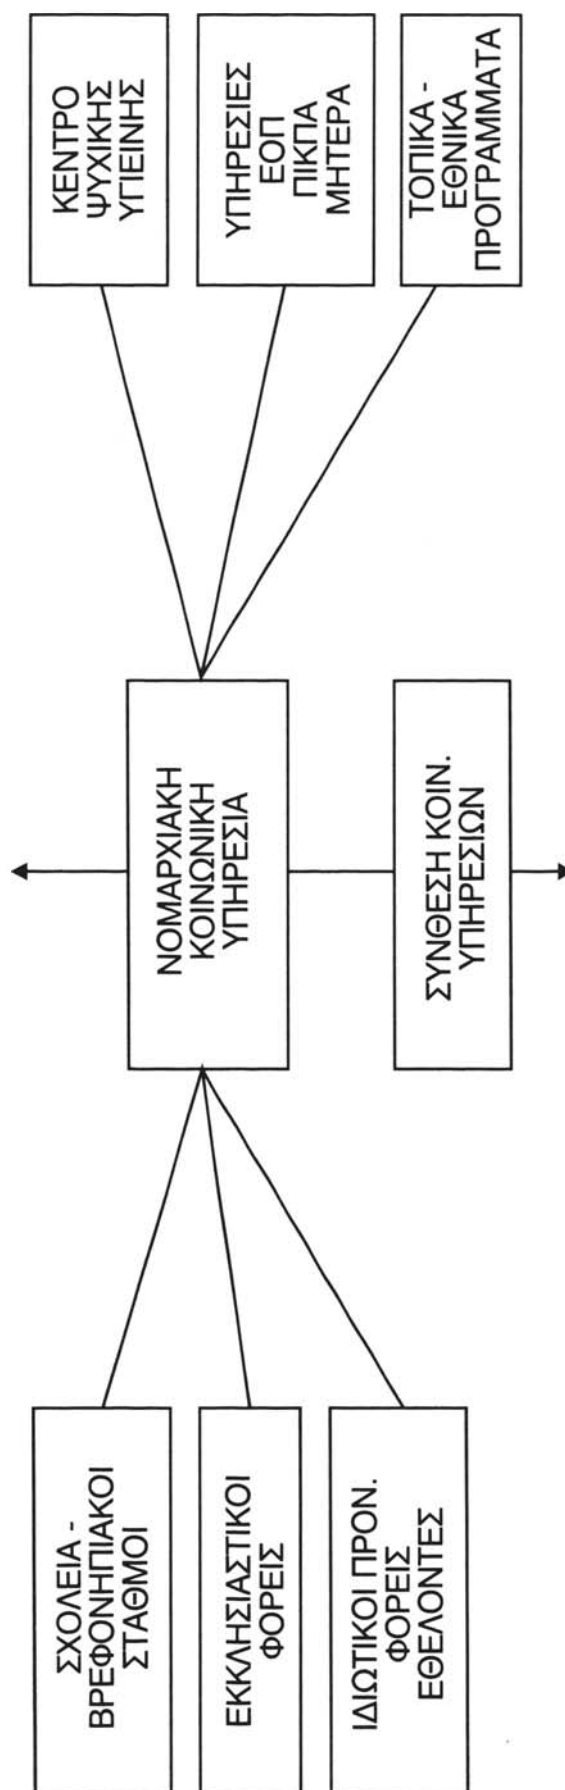 ΣΧΟΛΕΙΑ -
ΒΡΕΦΟΝΗΠΙΑΚΟΙ
ΣΤΑΘΜΟΙ
ΕΚΚΛΗΣΙΑΣΤΙΚΟΙ
ΦΟΡΕΙΣ
ΙΔΙΩΤΙΚΟΙ ΠΡΟΝ.
ΦΟΡΕΙΣ
ΕΘΕΛΟΝΤΕΣ
ΝΟΜΑΡΧΙΑΚΗ
ΚΟΙΝΩΝΙΚΗ
ΥΠΗΡΕΣΙΑ
ΣΥΝΘΕΣΗ ΚΟΙΝ.
ΥΠΗΡΕΣΙΩΝ
ΚΕΝΤΡΟ
ΨΥΧΙΚΗΣ
ΥΓΙΕΙΝΗΣ
ΥΠΗΡΕΣΙΕΣ
ΕΟΠ
ΠΙΚΠΑ
ΜΗΤΕΡΑ
ΤΟΠΙΚΑ -
ΕΘΝΙΚΑ
ΠΡΟΓΡΑΜΜΑΤΑ